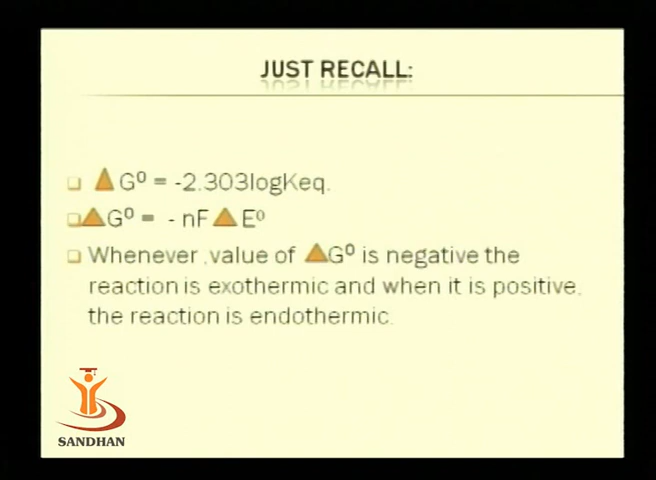 JUST RECALL:
ΔG⁰ = -2.303logKeq.
ΔG⁰ = - nFΔE⁰
Whenever ,value of ΔG⁰ is negative the
reaction is exothermic and when it is positive,
the reaction is endothermic.
SANDHAN